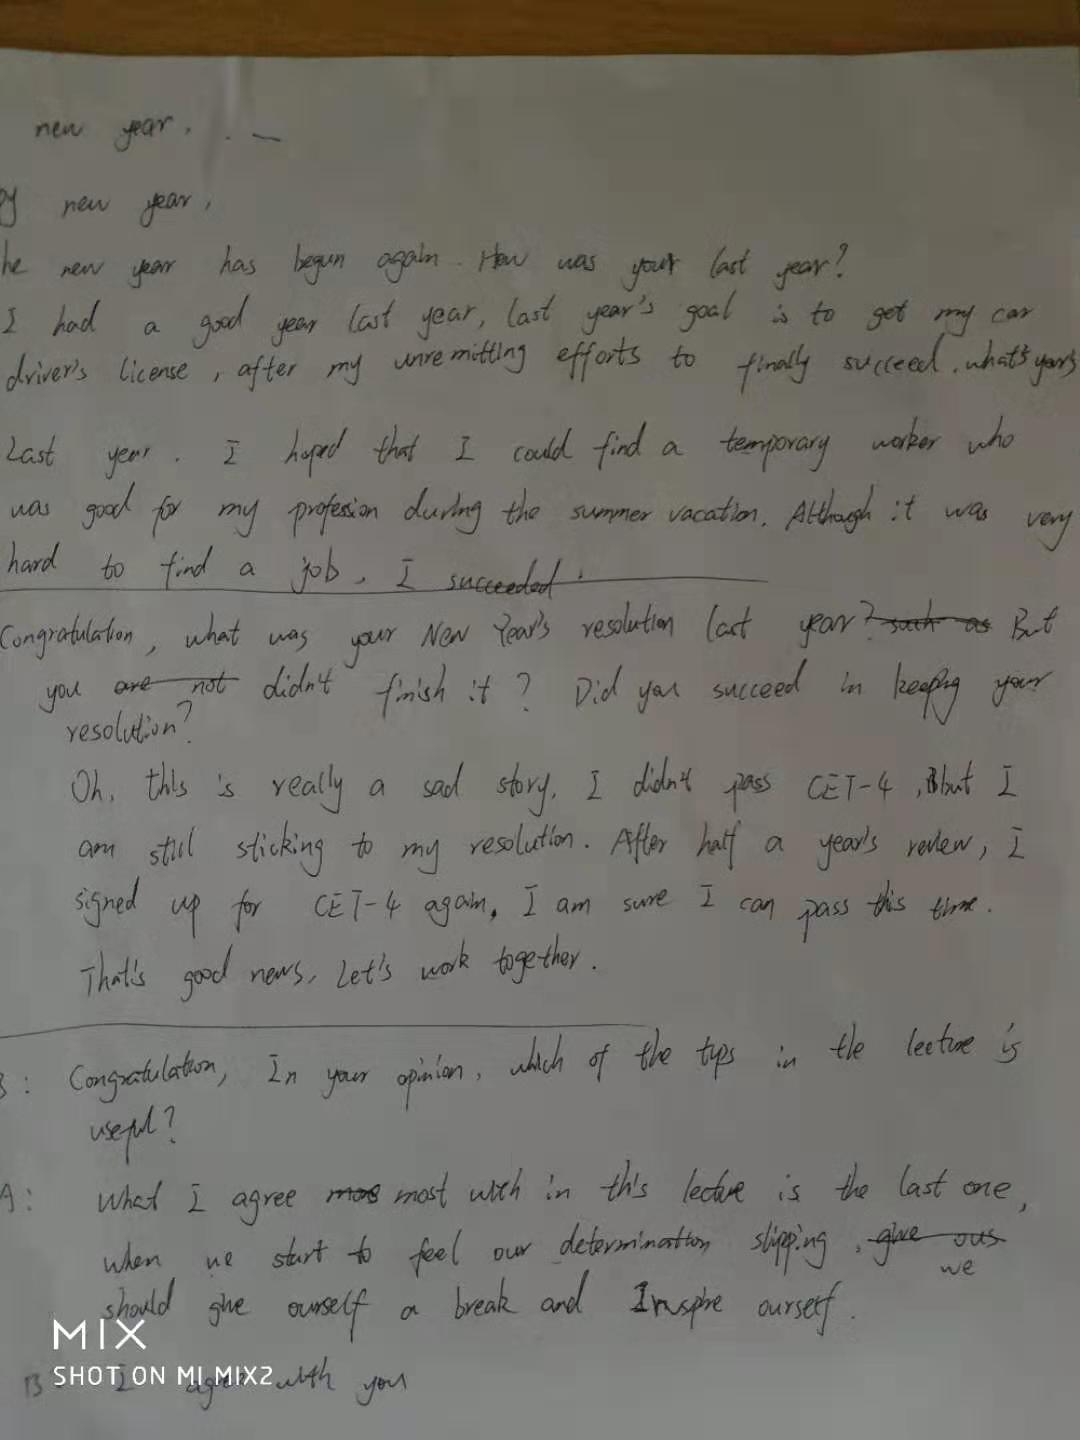 new year.
new year,
he new year has begun again. How was your last year?
I had a good year last year, last year's goal is to get my car
driver's license, after my unremitting efforts to finally succeed. what's yours
Last year. I hoped that I could find a temporary worker who
was good for my profession during the summer vacation. Although it was very
hard to find a job, I succeeded.
Congratulation, what was your New Year's resolution last year? such as But
you are not didn't finish it? Did you succeed in keeping your
resolution?
Oh, this is really a sad story, I didn't pass CET-4, but I
am still sticking to my resolution. After half a year's review, I
signed up for CET-4 again, I am sure I can pass this time.
That's good news, Let's work together.
B: Congratulation, In your opinion, which of the tips in the lecture is
useful?
A: What I agree most with in this lecture is the last one,
when we start to feel our determination slipping, give ous
we
should give ourself a break and Inspire ourself.
MIX
SHOT ON MI MIX2
B I agree with you